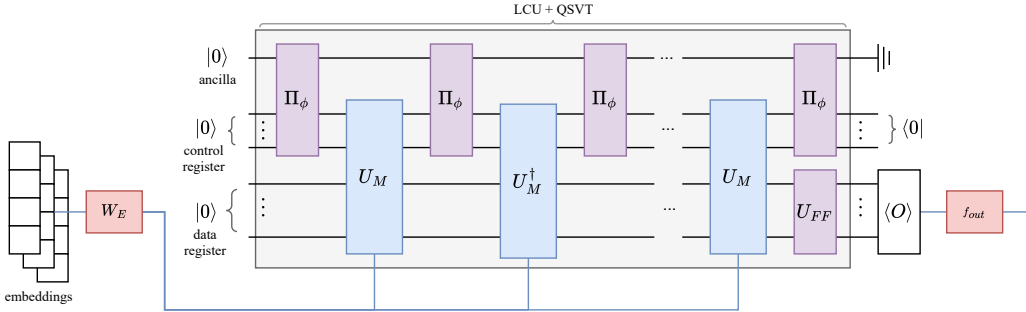 LCU + QSVT
|0⟩
ancilla
Π_ϕ
Π_ϕ
Π_ϕ
...
Π_ϕ
|0⟩
control
register
⋮
...
⋮
⟨0|
U_M
U_M^†
U_M
|0⟩
data
register
⋮
...
U_FF
⋮
⟨O⟩
f_out
W_E
embeddings